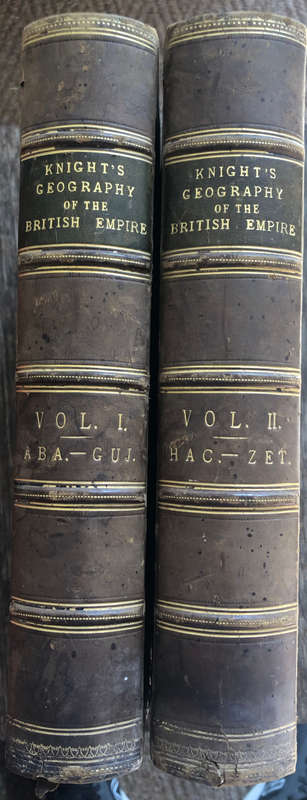 KNIGHT'S
GEOGRAPHY
OF THE
BRITISH EMPIRE
VOL. I.
ABA.—GUJ.
KNIGHT'S
GEOGRAPHY
OF THE
BRITISH EMPIRE
VOL. II.
HAC.—ZET.